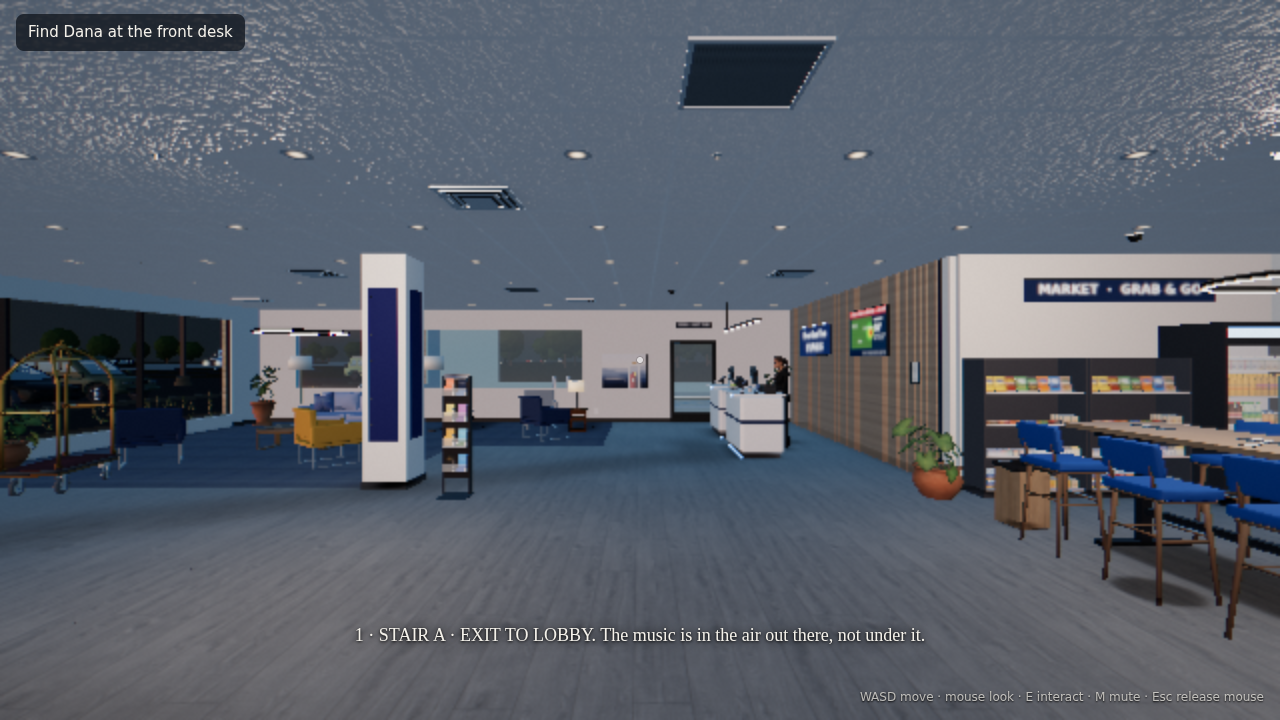 Find Dana at the front desk
MARKET · GRAB & GO
1 · STAIR A · EXIT TO LOBBY. The music is in the air out there, not under it.
WASD move · mouse look · E interact · M mute · Esc release mouse